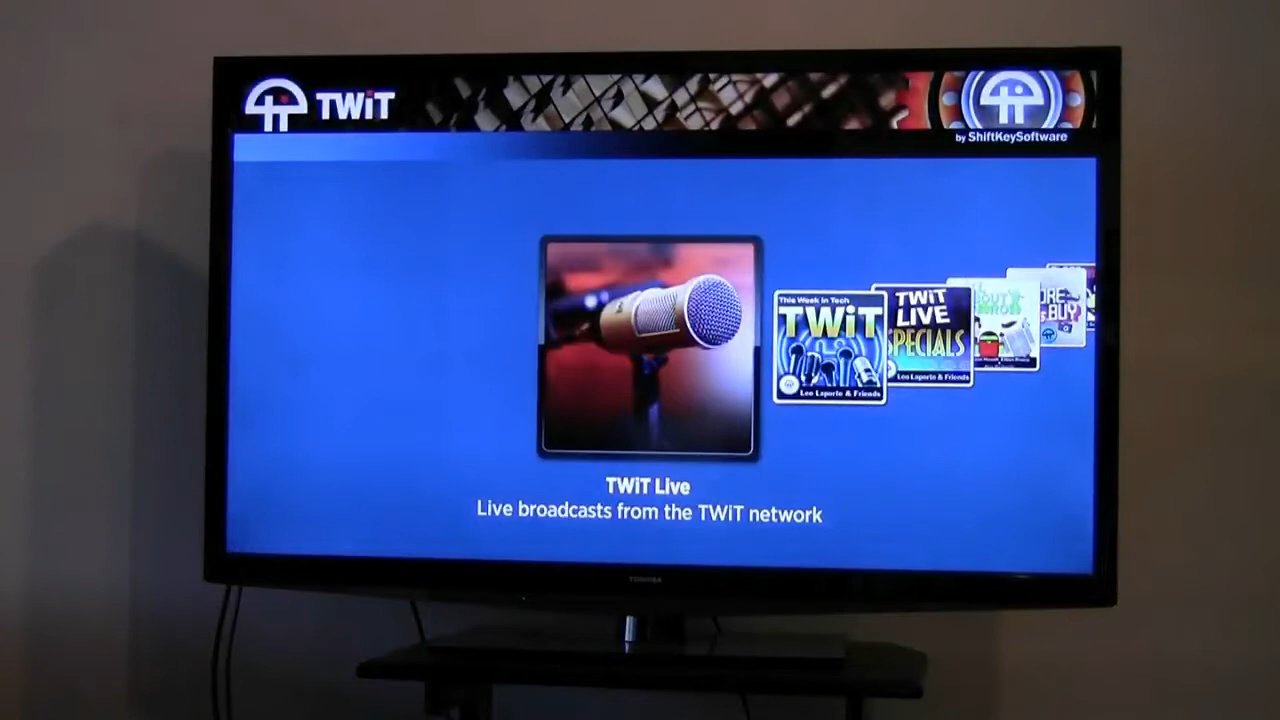 TWiT
by ShiftKeySoftware
This Week in Tech
TWiT
Leo Laporte & Friends
TWiT
LIVE
SPECIALS
Leo Laporte & Friends
BUY
TWiT Live
Live broadcasts from the TWiT network
TOSHIBA